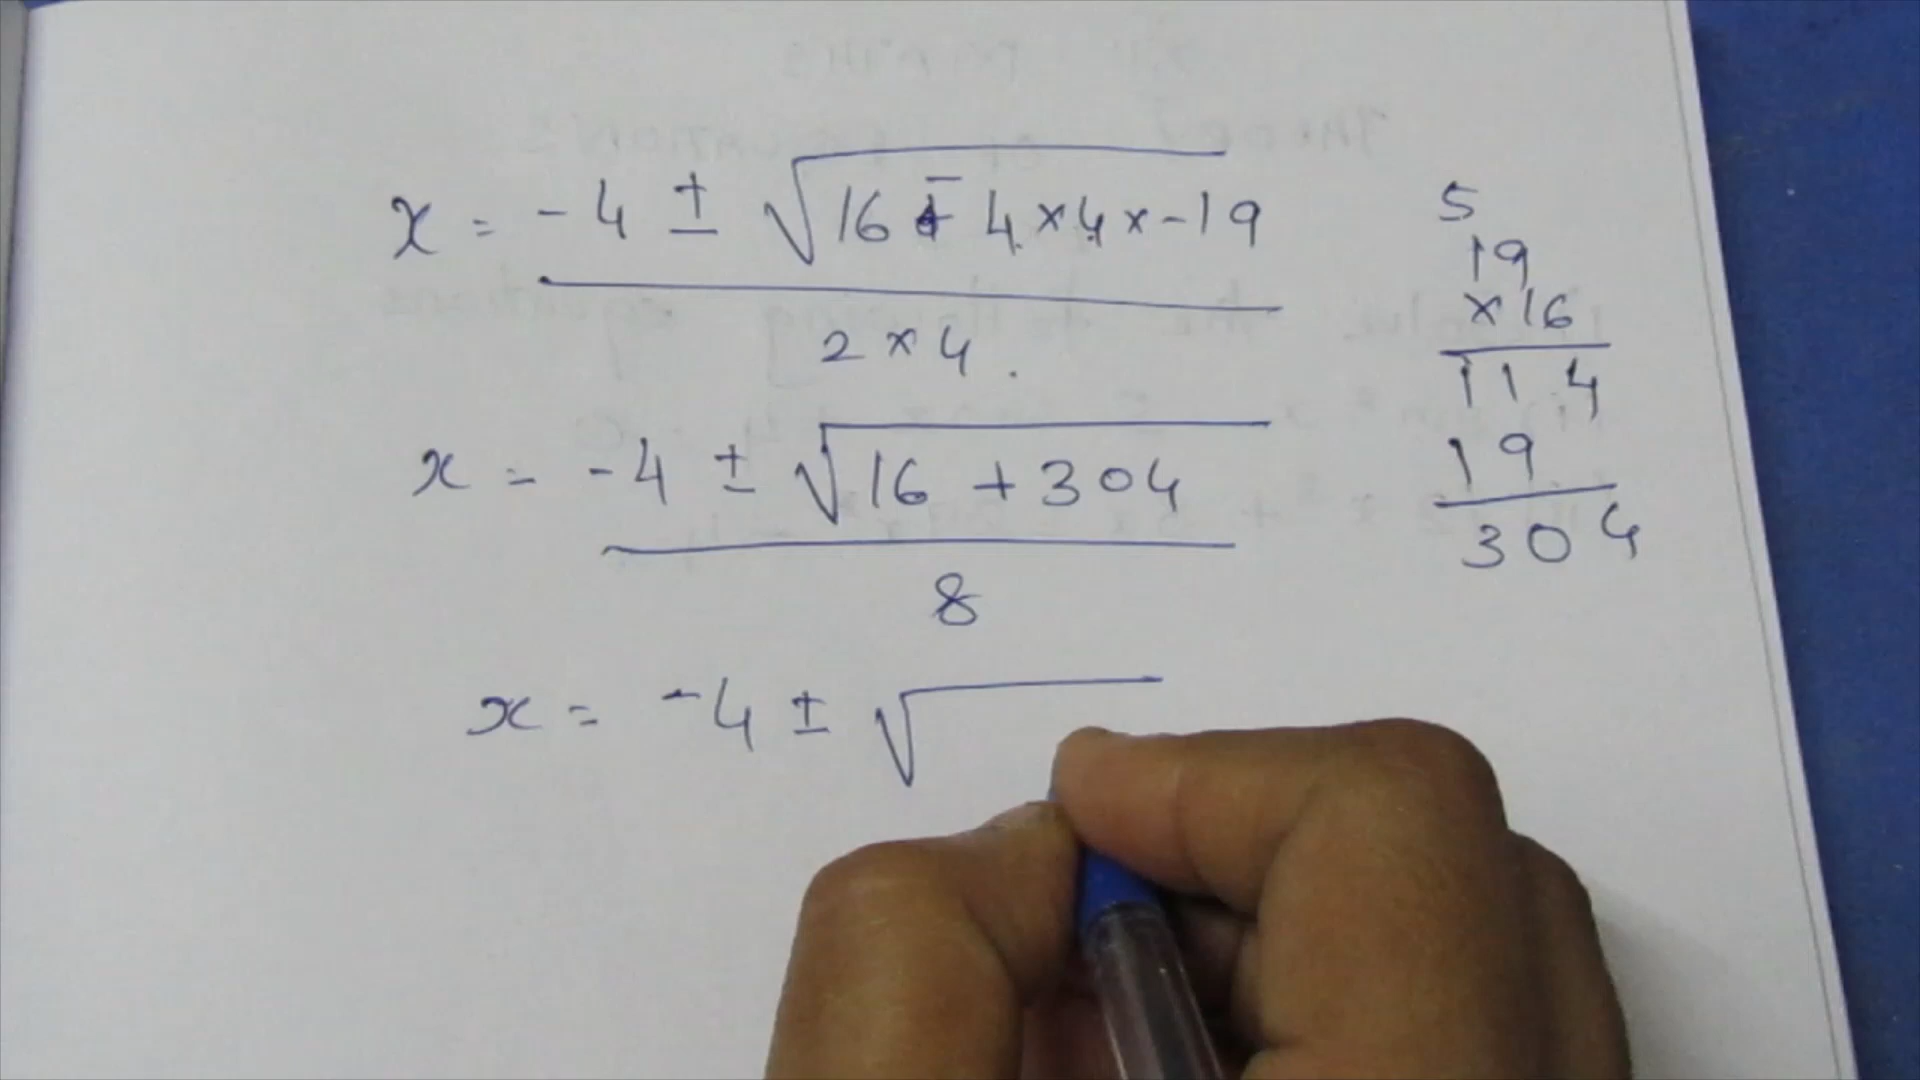 x = -4 ± √16 - 4×4×-19
2×4.
x = -4 ± √16 + 304
8
x = -4 ± √
5
19
×16
114
19
304